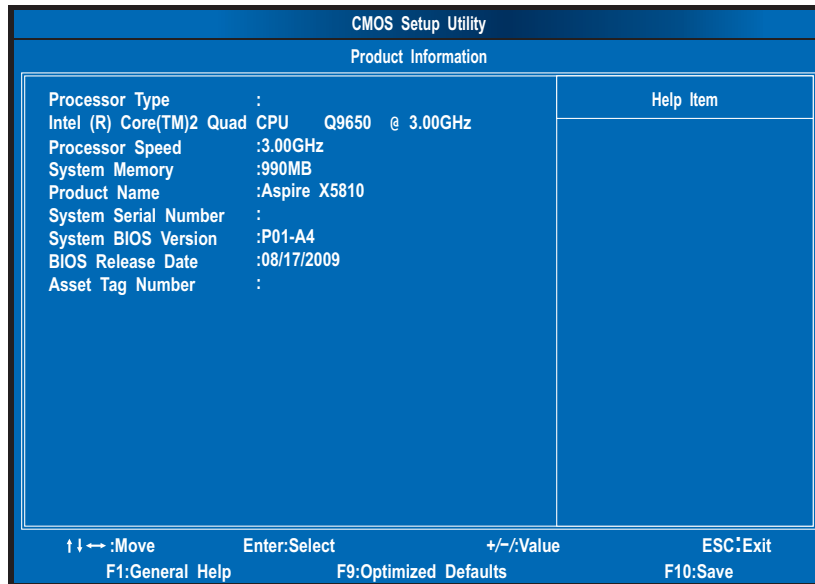 CMOS Setup Utility
Product Information
Processor Type :
Intel (R) Core(TM)2 Quad CPU Q9650 @ 3.00GHz
Processor Speed :3.00GHz
System Memory :990MB
Product Name :Aspire X5810
System Serial Number :
System BIOS Version :P01-A4
BIOS Release Date :08/17/2009
Asset Tag Number :
Help Item
↑↓↔ :Move Enter:Select +/−/:Value ESC:Exit
F1:General Help F9:Optimized Defaults F10:Save